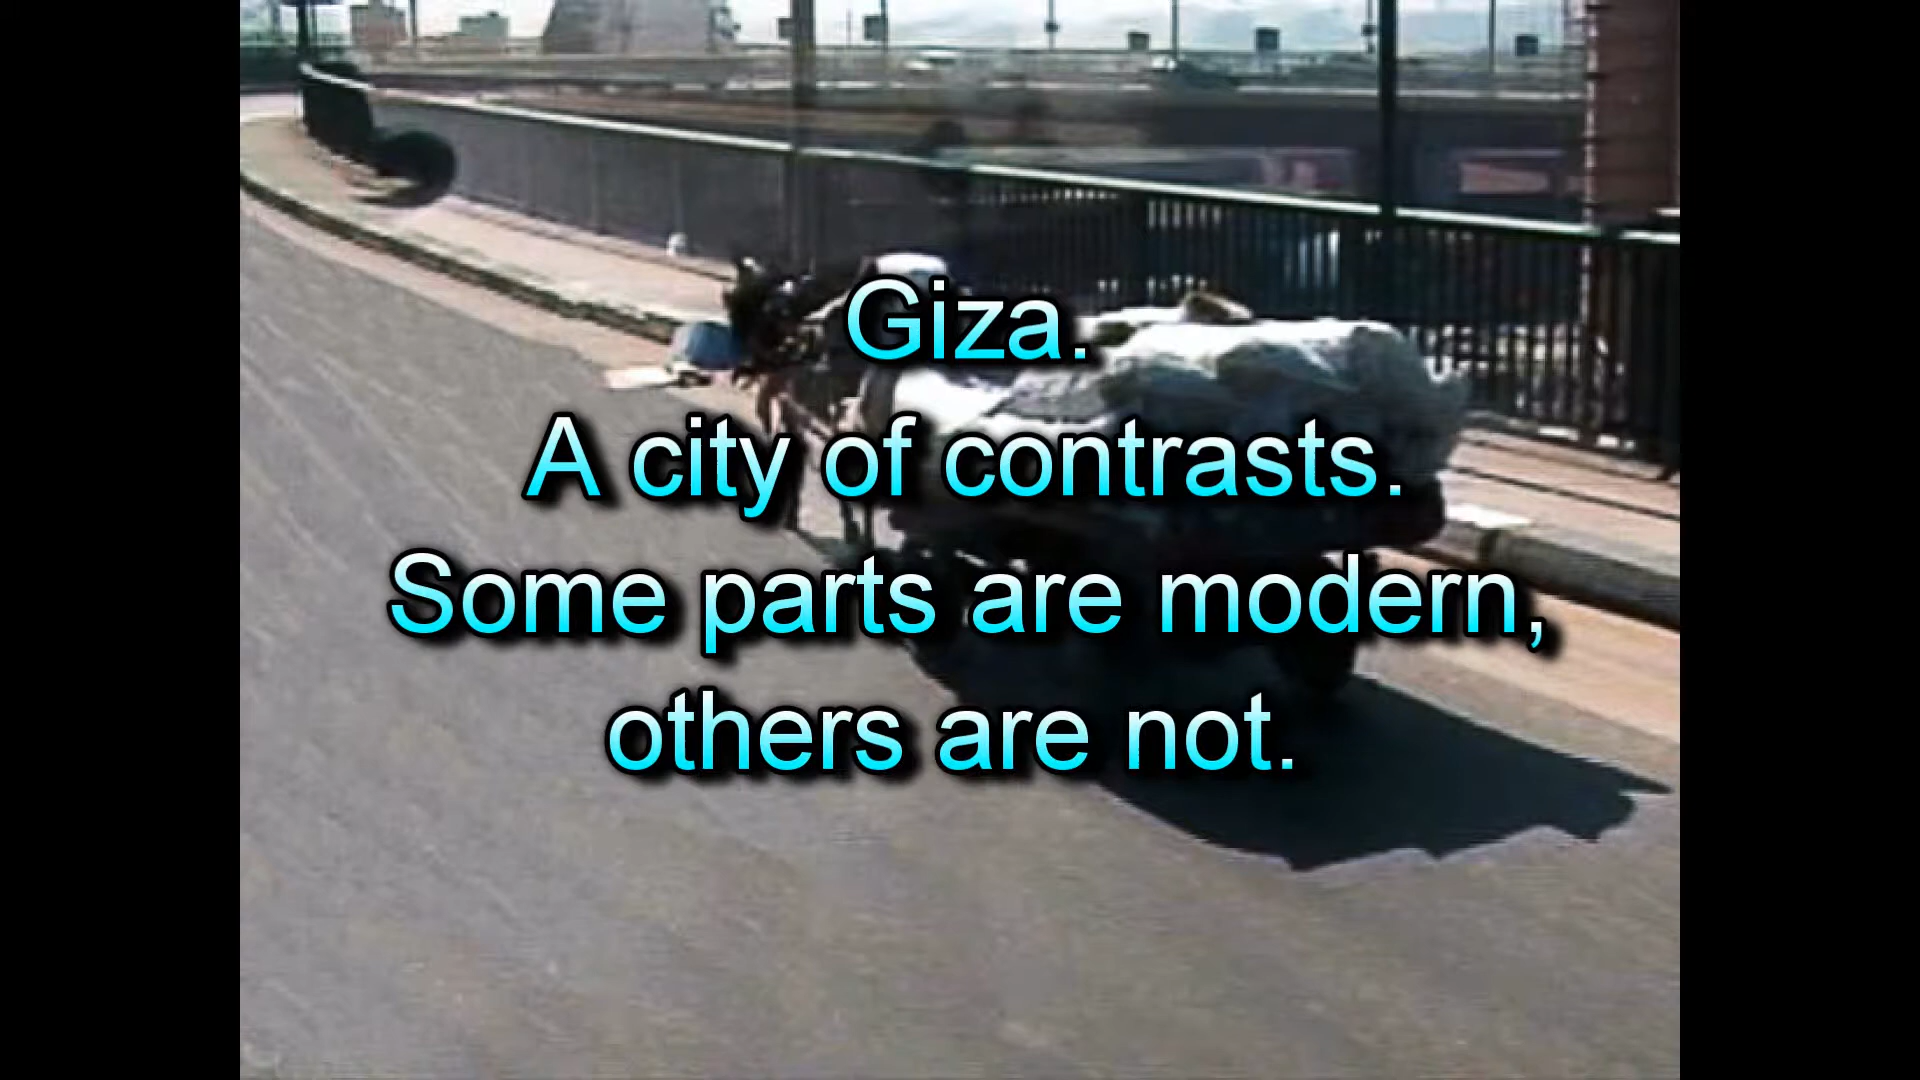 Giza.
A city of contrasts.
Some parts are modern,
others are not.